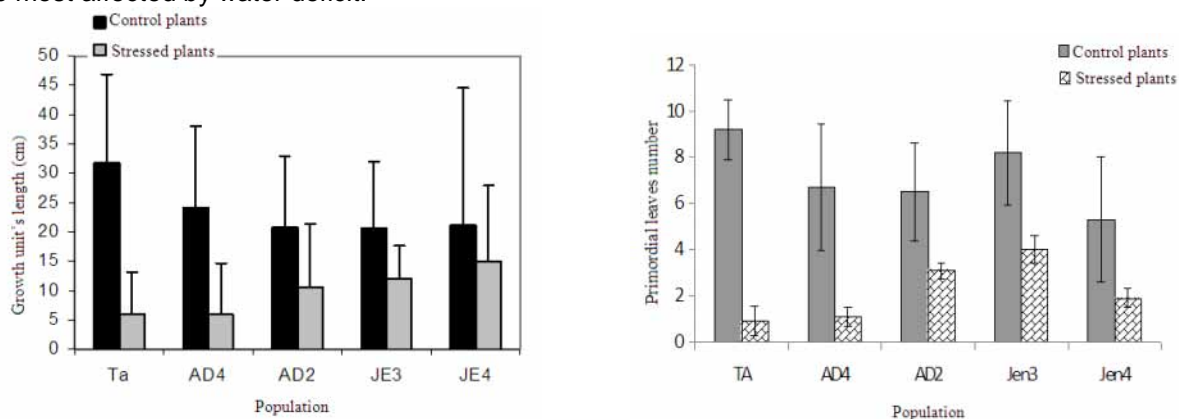 most affected by water deficit.
Control plants
Stressed plants
50
45
40
35
30
25
20
15
10
5
0
Growth unit's length (cm)
Ta AD4 AD2 JE3 JE4
Population
Control plants
Stressed plants
12
10
8
6
4
2
0
Primordial leaves number
TA AD4 AD2 Jen3 Jen4
Population